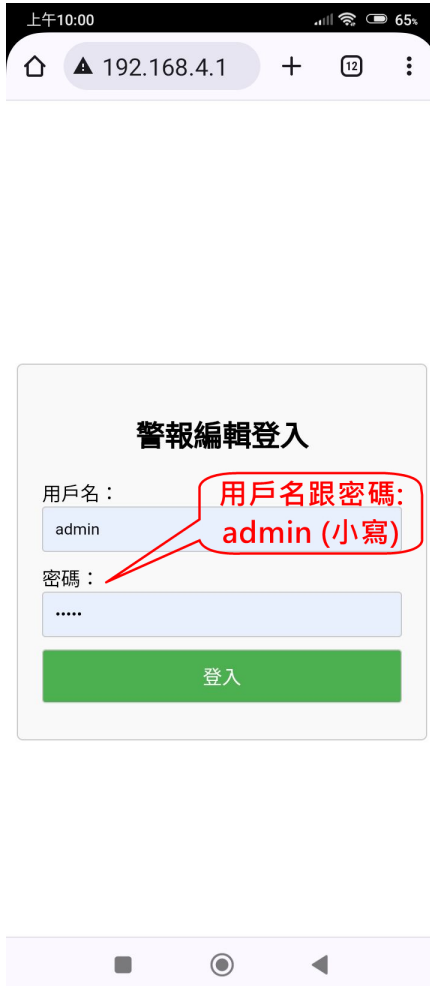 上午10:00
65%
192.168.4.1
12
警報編輯登入
用戶名：
用戶名跟密碼:
admin
admin (小寫)
密碼：
•••••
登入